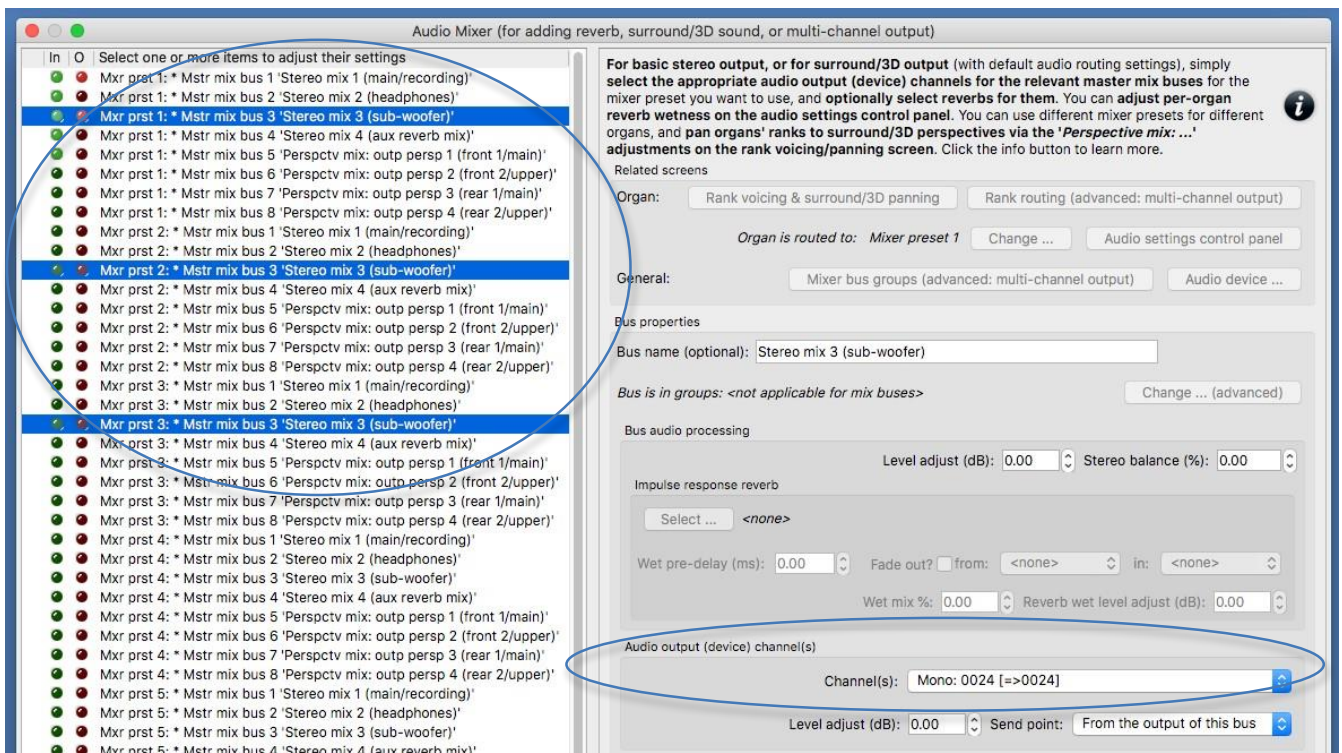 Audio Mixer (for adding reverb, surround/3D sound, or multi-channel output)
In O Select one or more items to adjust their settings
Mxr prst 1: * Mstr mix bus 1 'Stereo mix 1 (main/recording)'
Mxr prst 1: * Mstr mix bus 2 'Stereo mix 2 (headphones)'
Mxr prst 1: * Mstr mix bus 3 'Stereo mix 3 (sub-woofer)'
Mxr prst 1: * Mstr mix bus 4 'Stereo mix 4 (aux reverb mix)'
Mxr prst 1: * Mstr mix bus 5 'Perspctv mix: outp persp 1 (front 1/main)'
Mxr prst 1: * Mstr mix bus 6 'Perspctv mix: outp persp 2 (front 2/upper)'
Mxr prst 1: * Mstr mix bus 7 'Perspctv mix: outp persp 3 (rear 1/main)'
Mxr prst 1: * Mstr mix bus 8 'Perspctv mix: outp persp 4 (rear 2/upper)'
Mxr prst 2: * Mstr mix bus 1 'Stereo mix 1 (main/recording)'
Mxr prst 2: * Mstr mix bus 2 'Stereo mix 2 (headphones)'
Mxr prst 2: * Mstr mix bus 3 'Stereo mix 3 (sub-woofer)'
Mxr prst 2: * Mstr mix bus 4 'Stereo mix 4 (aux reverb mix)'
Mxr prst 2: * Mstr mix bus 5 'Perspctv mix: outp persp 1 (front 1/main)'
Mxr prst 2: * Mstr mix bus 6 'Perspctv mix: outp persp 2 (front 2/upper)'
Mxr prst 2: * Mstr mix bus 7 'Perspctv mix: outp persp 3 (rear 1/main)'
Mxr prst 2: * Mstr mix bus 8 'Perspctv mix: outp persp 4 (rear 2/upper)'
Mxr prst 3: * Mstr mix bus 1 'Stereo mix 1 (main/recording)'
Mxr prst 3: * Mstr mix bus 2 'Stereo mix 2 (headphones)'
Mxr prst 3: * Mstr mix bus 3 'Stereo mix 3 (sub-woofer)'
Mxr prst 3: * Mstr mix bus 4 'Stereo mix 4 (aux reverb mix)'
Mxr prst 3: * Mstr mix bus 5 'Perspctv mix: outp persp 1 (front 1/main)'
Mxr prst 3: * Mstr mix bus 6 'Perspctv mix: outp persp 2 (front 2/upper)'
Mxr prst 3: * Mstr mix bus 7 'Perspctv mix: outp persp 3 (rear 1/main)'
Mxr prst 3: * Mstr mix bus 8 'Perspctv mix: outp persp 4 (rear 2/upper)'
Mxr prst 4: * Mstr mix bus 1 'Stereo mix 1 (main/recording)'
Mxr prst 4: * Mstr mix bus 2 'Stereo mix 2 (headphones)'
Mxr prst 4: * Mstr mix bus 3 'Stereo mix 3 (sub-woofer)'
Mxr prst 4: * Mstr mix bus 4 'Stereo mix 4 (aux reverb mix)'
Mxr prst 4: * Mstr mix bus 5 'Perspctv mix: outp persp 1 (front 1/main)'
Mxr prst 4: * Mstr mix bus 6 'Perspctv mix: outp persp 2 (front 2/upper)'
Mxr prst 4: * Mstr mix bus 7 'Perspctv mix: outp persp 3 (rear 1/main)'
Mxr prst 4: * Mstr mix bus 8 'Perspctv mix: outp persp 4 (rear 2/upper)'
Mxr prst 5: * Mstr mix bus 1 'Stereo mix 1 (main/recording)'
Mxr prst 5: * Mstr mix bus 2 'Stereo mix 2 (headphones)'
Mxr prst 5: * Mstr mix bus 3 'Stereo mix 3 (sub-woofer)'
Mxr prst 5: * Mstr mix bus 4 'Stereo mix 4 (aux reverb mix)'
For basic stereo output, or for surround/3D output (with default audio routing settings), simply
select the appropriate audio output (device) channels for the relevant master mix buses for the
mixer preset you want to use, and optionally select reverbs for them. You can adjust per-organ
reverb wetness on the audio settings control panel. You can use different mixer presets for different
organs, and pan organs' ranks to surround/3D perspectives via the 'Perspective mix: ...'
adjustments on the rank voicing/panning screen. Click the info button to learn more.
i
Related screens
Organ: Rank voicing & surround/3D panning Rank routing (advanced: multi-channel output)
Organ is routed to: Mixer preset 1 Change ... Audio settings control panel
General: Mixer bus groups (advanced: multi-channel output) Audio device ...
Bus properties
Bus name (optional): Stereo mix 3 (sub-woofer)
Bus is in groups: <not applicable for mix buses> Change ... (advanced)
Bus audio processing
Level adjust (dB): 0.00 Stereo balance (%): 0.00
Impulse response reverb
Select ... <none>
Wet pre-delay (ms): 0.00 Fade out? from: <none> in: <none>
Wet mix %: 0.00 Reverb wet level adjust (dB): 0.00
Audio output (device) channel(s)
Channel(s): Mono: 0024 [=>0024]
Level adjust (dB): 0.00 Send point: From the output of this bus